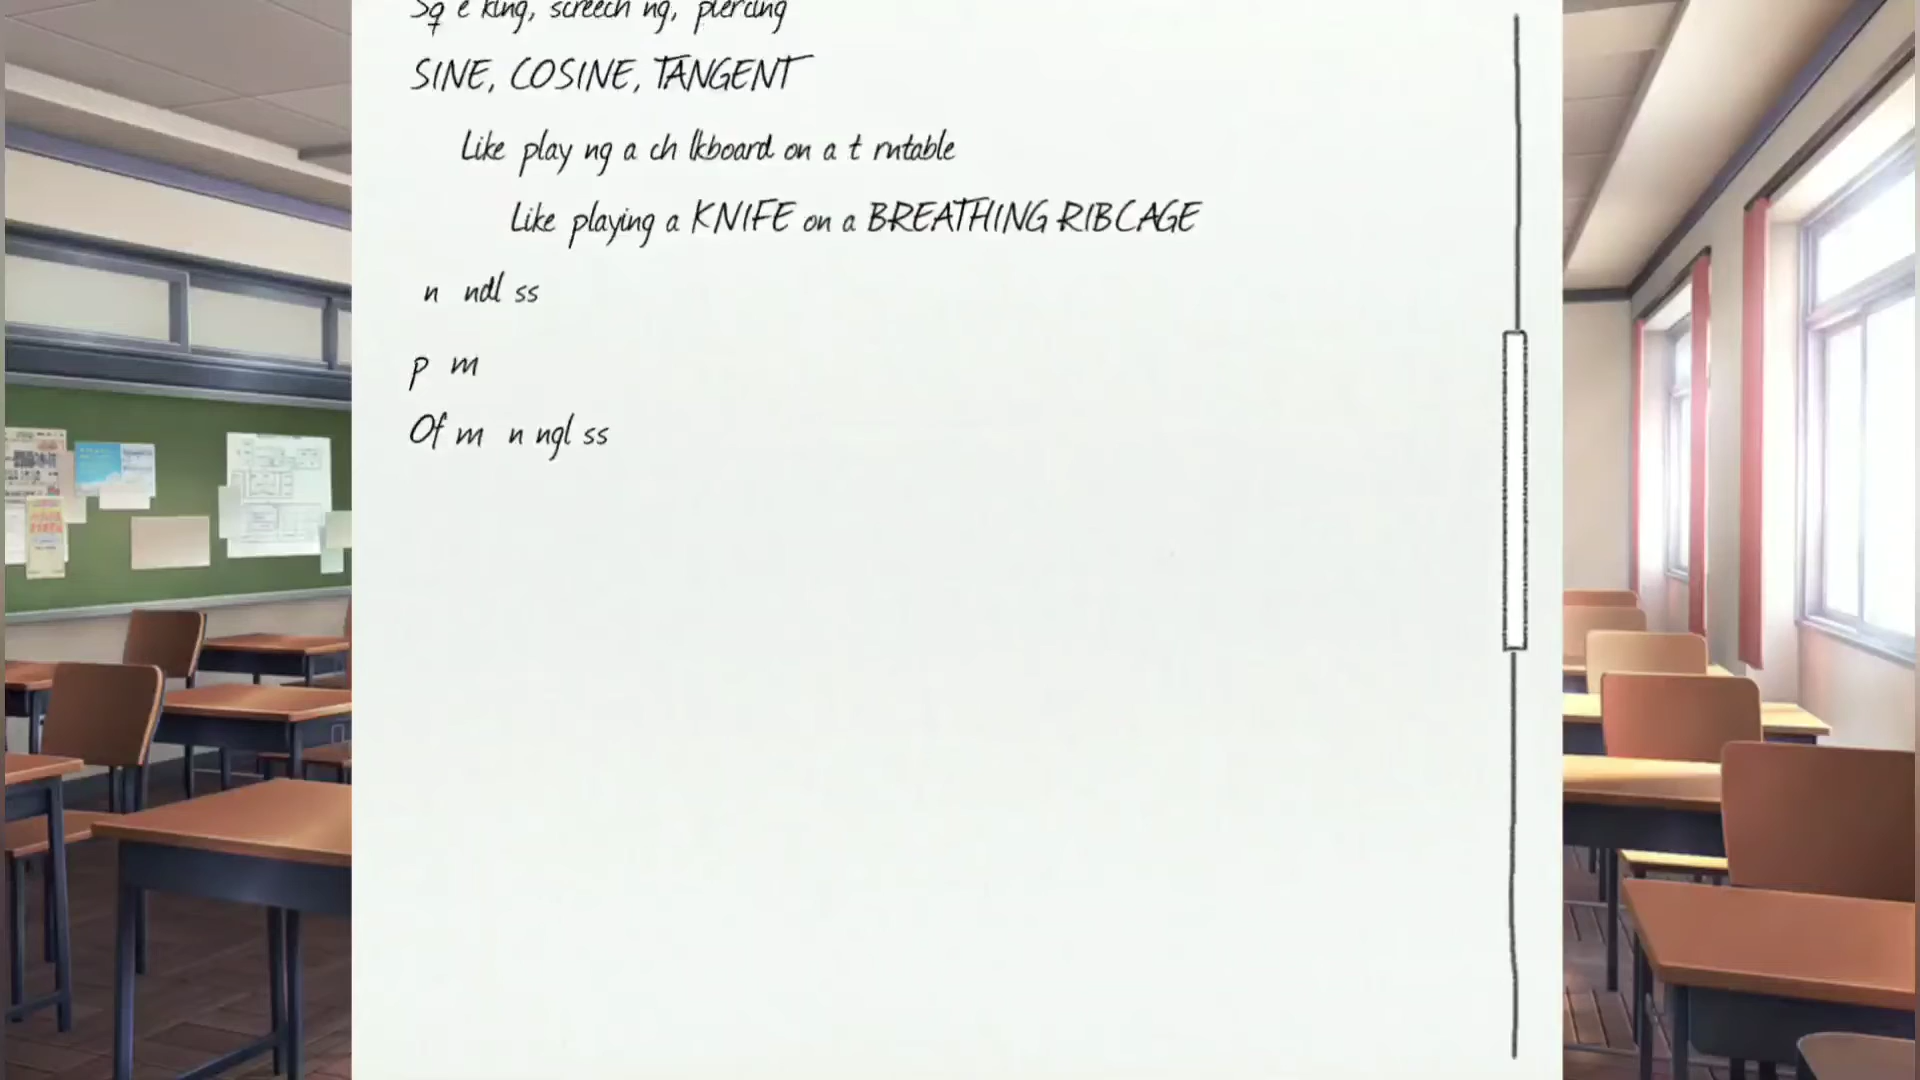 Sq e king, screech ng, piercing
SINE, COSINE, TANGENT
Like play ng a ch lkboard on a t rntable
Like playing a KNIFE on a BREATHING RIBCAGE
n ndl ss
p m
Of m n ngl ss